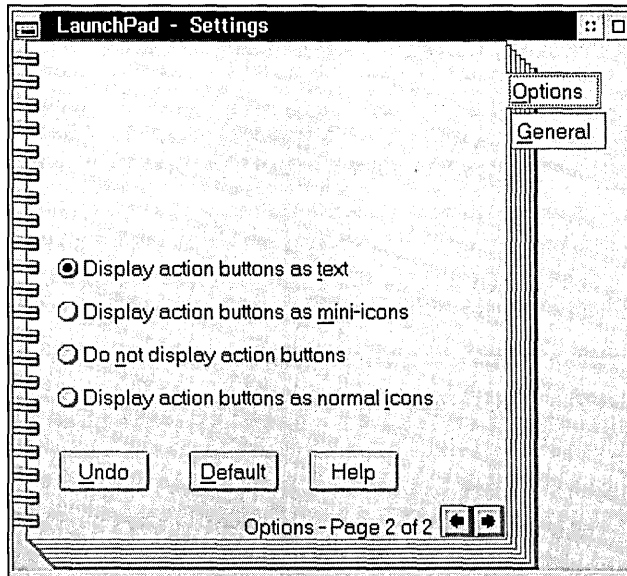 LaunchPad - Settings
Options
General
Display action buttons as text
Display action buttons as mini-icons
Do not display action buttons
Display action buttons as normal icons
Undo
Default
Help
Options - Page 2 of 2